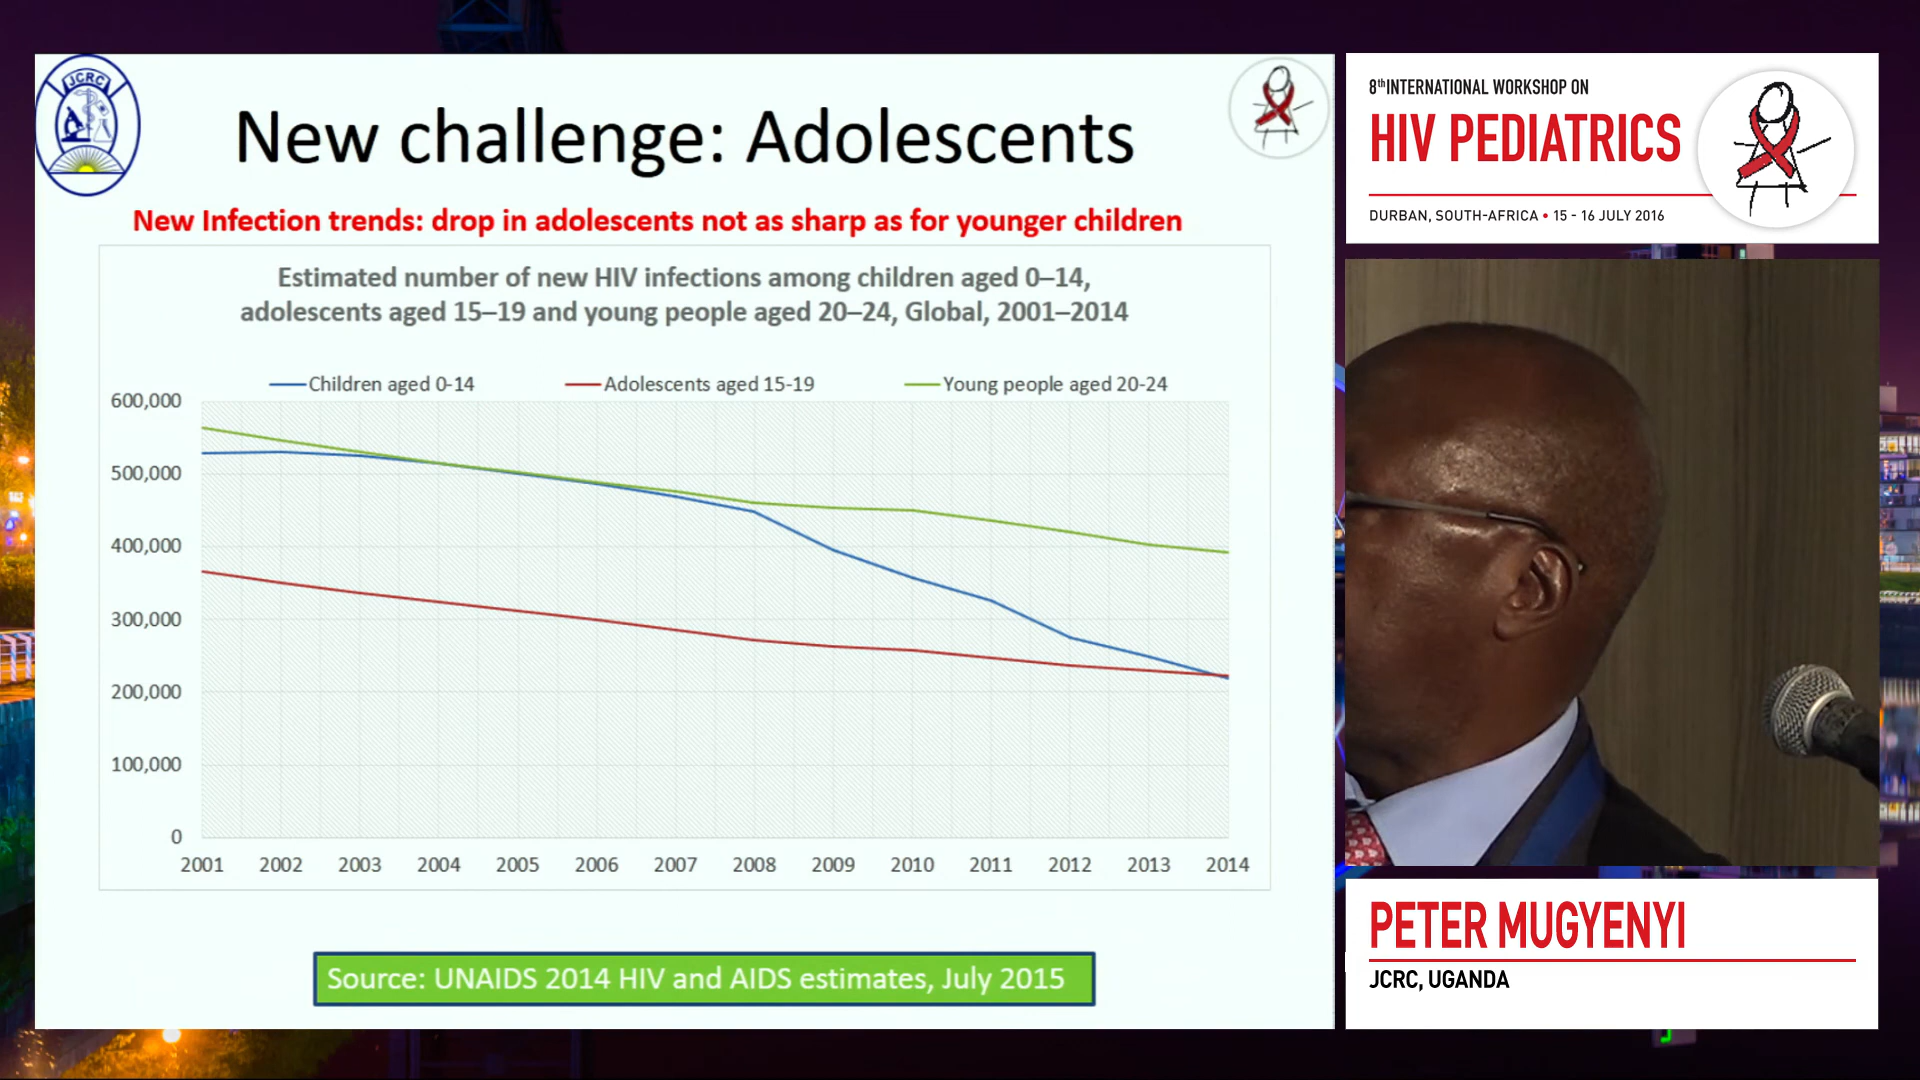 JCRC
New challenge: Adolescents
New Infection trends: drop in adolescents not as sharp as for younger children
Estimated number of new HIV infections among children aged 0–14,
adolescents aged 15–19 and young people aged 20–24, Global, 2001–2014
Children aged 0-14 Adolescents aged 15-19 Young people aged 20-24
600,000
500,000
400,000
300,000
200,000
100,000
0
2001 2002 2003 2004 2005 2006 2007 2008 2009 2010 2011 2012 2013 2014
Source: UNAIDS 2014 HIV and AIDS estimates, July 2015
8th INTERNATIONAL WORKSHOP ON
HIV PEDIATRICS
DURBAN, SOUTH-AFRICA • 15 - 16 JULY 2016
PETER MUGYENYI
JCRC, UGANDA